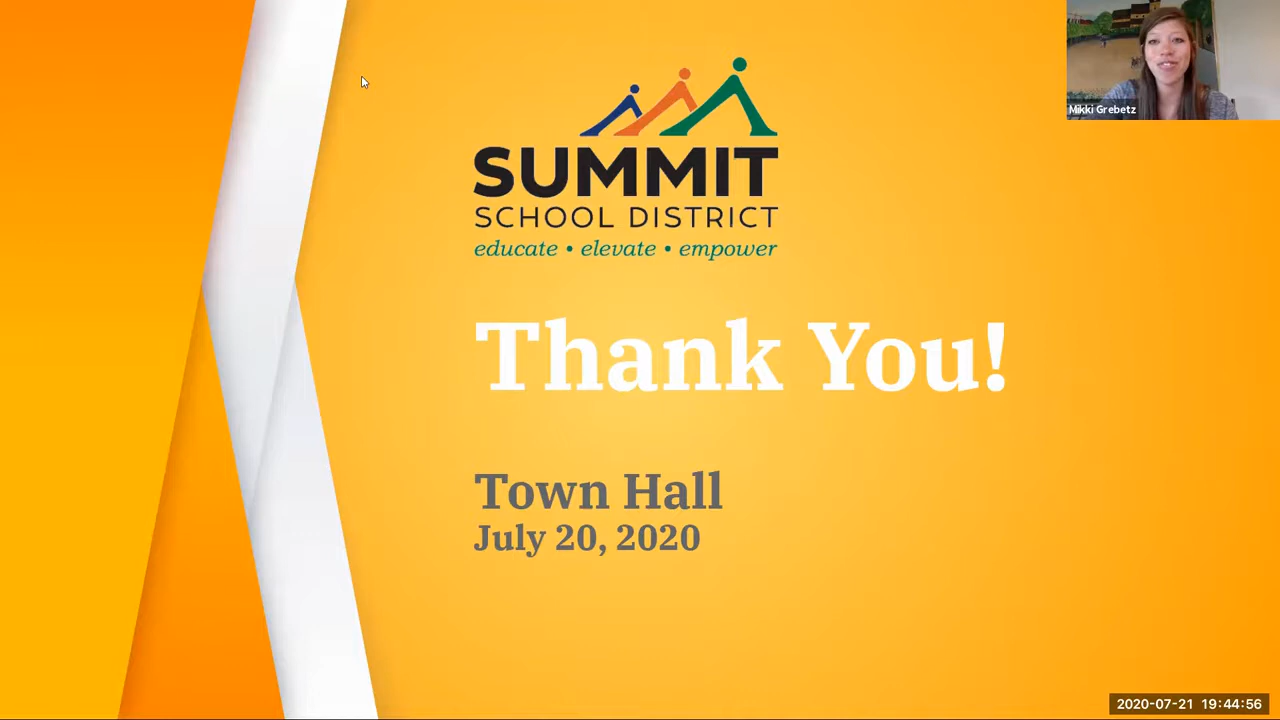 Mikki Grebetz
SUMMIT
SCHOOL DISTRICT
educate • elevate • empower
Thank You!
Town Hall
July 20, 2020
2020-07-21 19:44:56